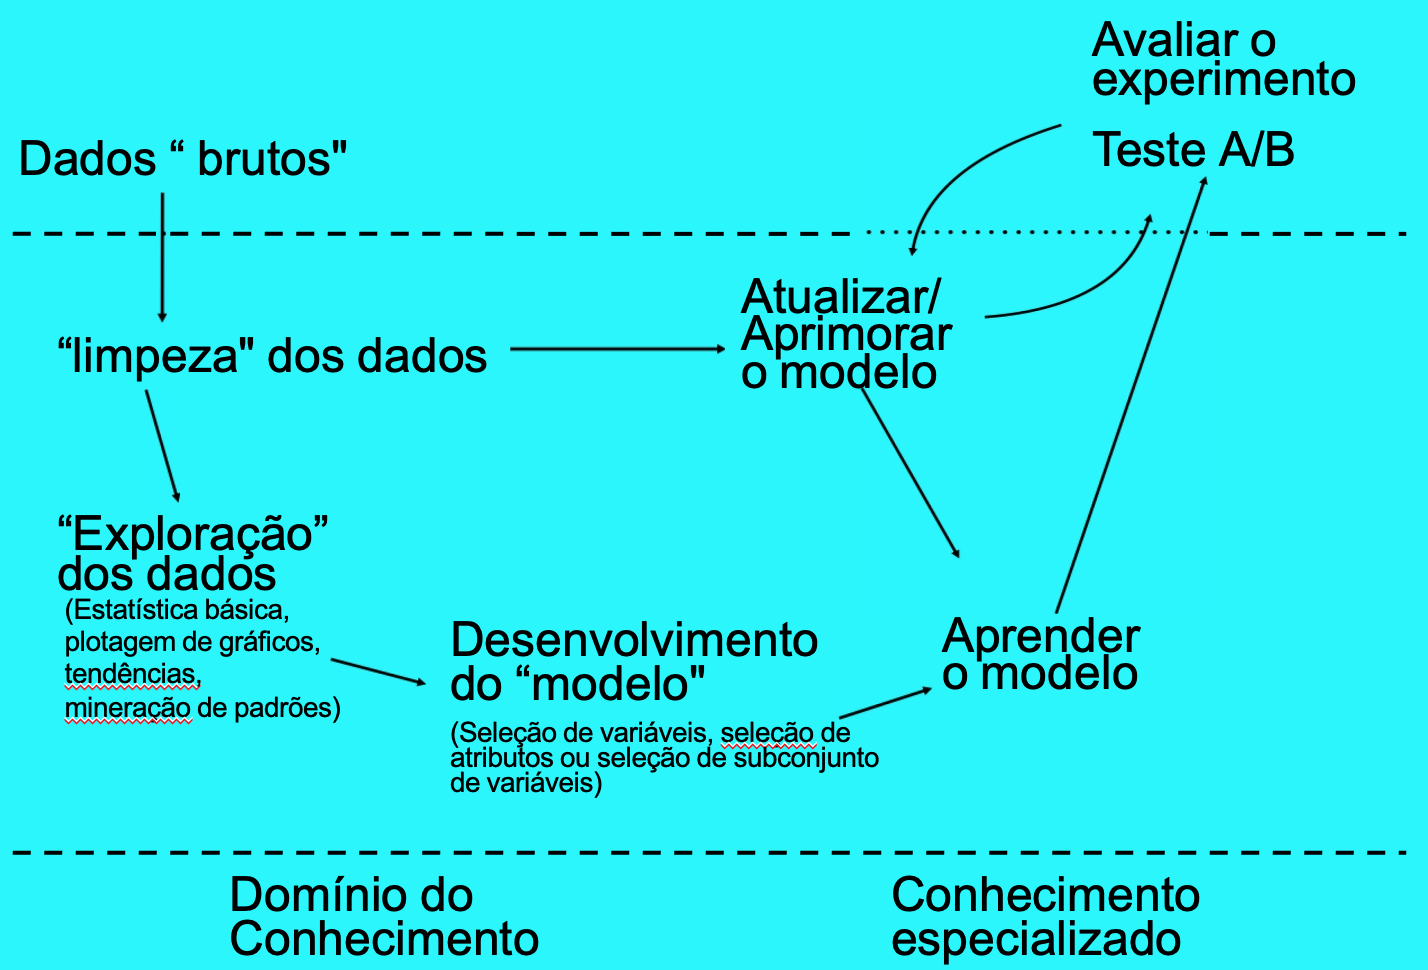 Avaliar o
experimento
Teste A/B
Dados “ brutos"
“limpeza" dos dados
Atualizar/
Aprimorar
o modelo
“Exploração”
dos dados
(Estatística básica,
plotagem de gráficos,
tendências,
mineração de padrões)
Desenvolvimento
do “modelo"
(Seleção de variáveis, seleção de
atributos ou seleção de subconjunto
de variáveis)
Aprender
o modelo
Domínio do
Conhecimento
Conhecimento
especializado